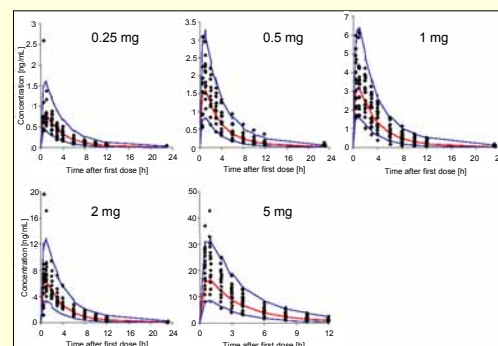 0.25 mg
0.5 mg
1 mg
Concentration [ng/mL]
3
2.5
2
1.5
1
0.5
0
0 4 8 12 16 20 24
Time after first dose [h]
3.5
3
2.5
2
1.5
1
0.5
0
0 4 8 12 16 20 24
Time after first dose [h]
7
6
5
4
3
2
1
0
0 4 8 12 16 20 24
Time after first dose [h]
2 mg
5 mg
Concentration [ng/mL]
20
16
12
8
4
0
0 4 8 12 16 20 24
Time after first dose [h]
50
40
30
20
10
0
0 3 6 9 12
Time after first dose [h]